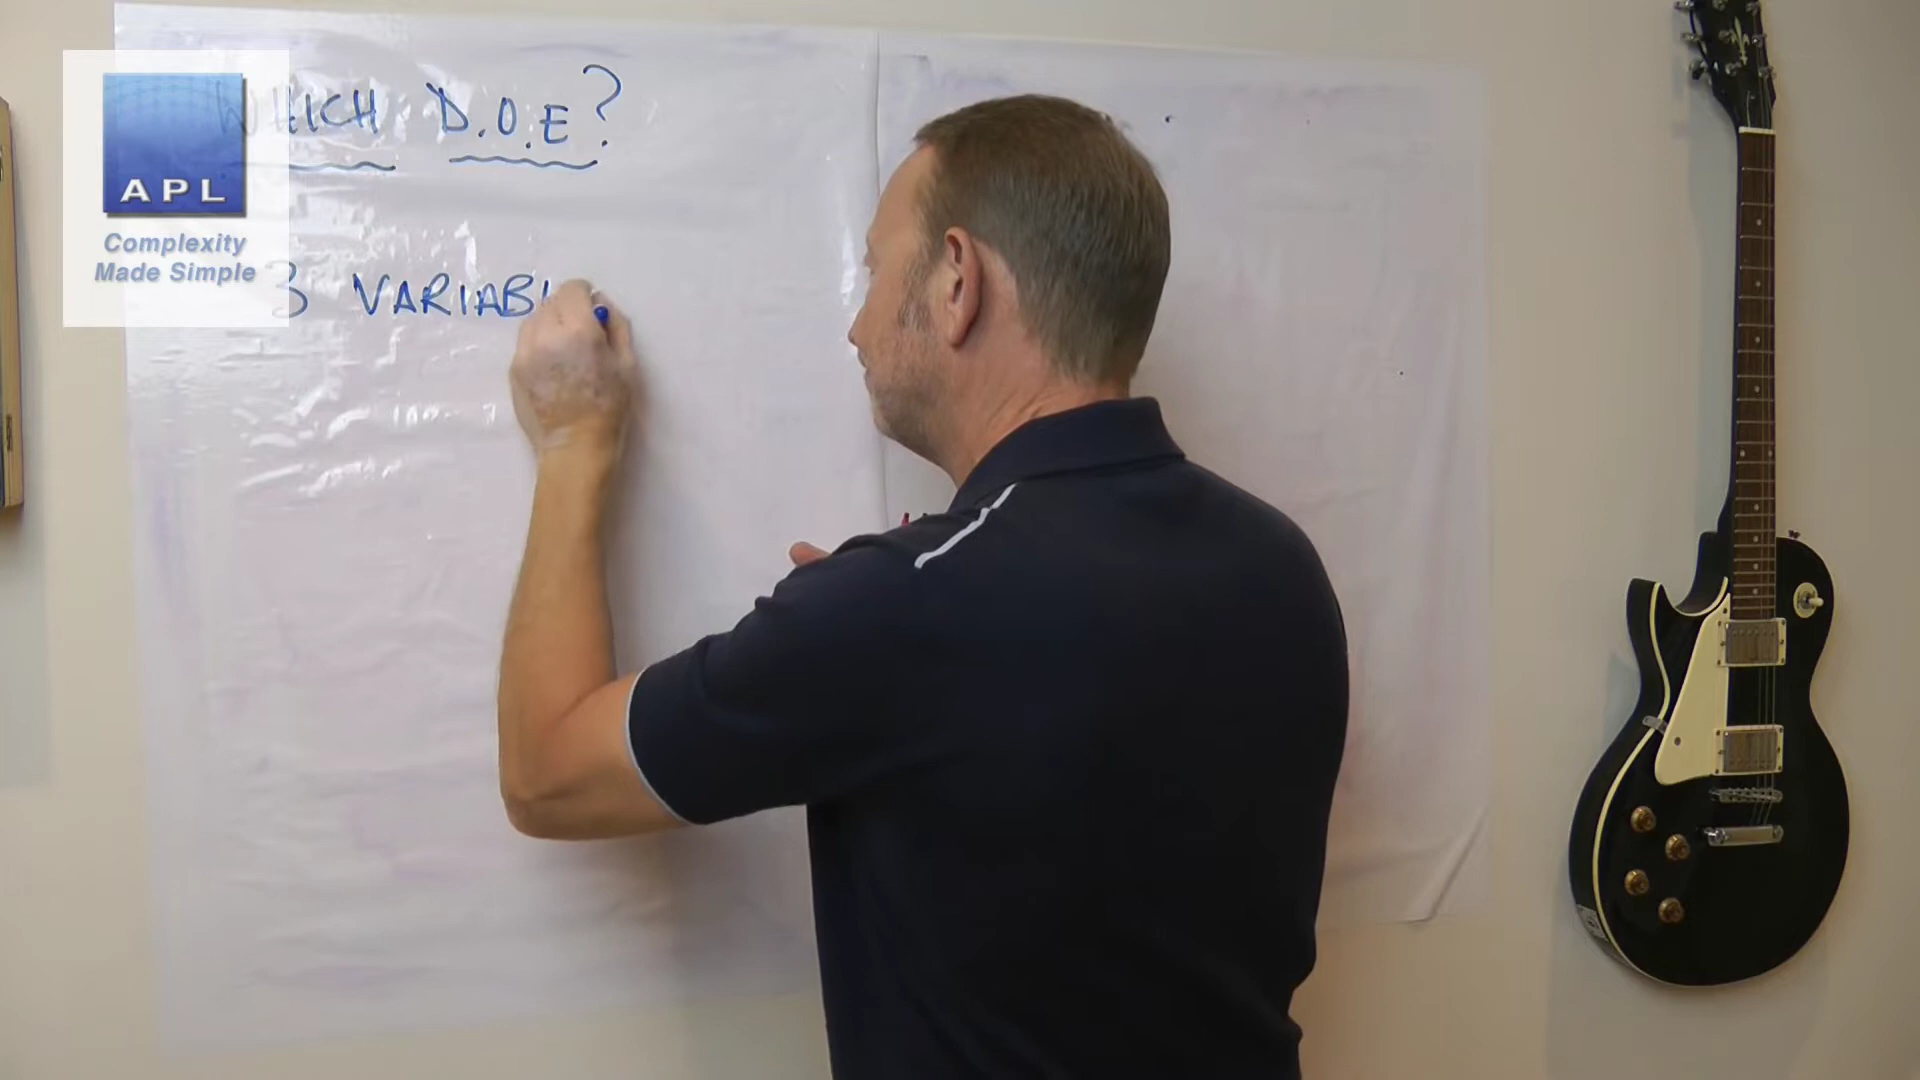 WHICH D.O.E?
APL
Complexity
Made Simple
3 VARIABL